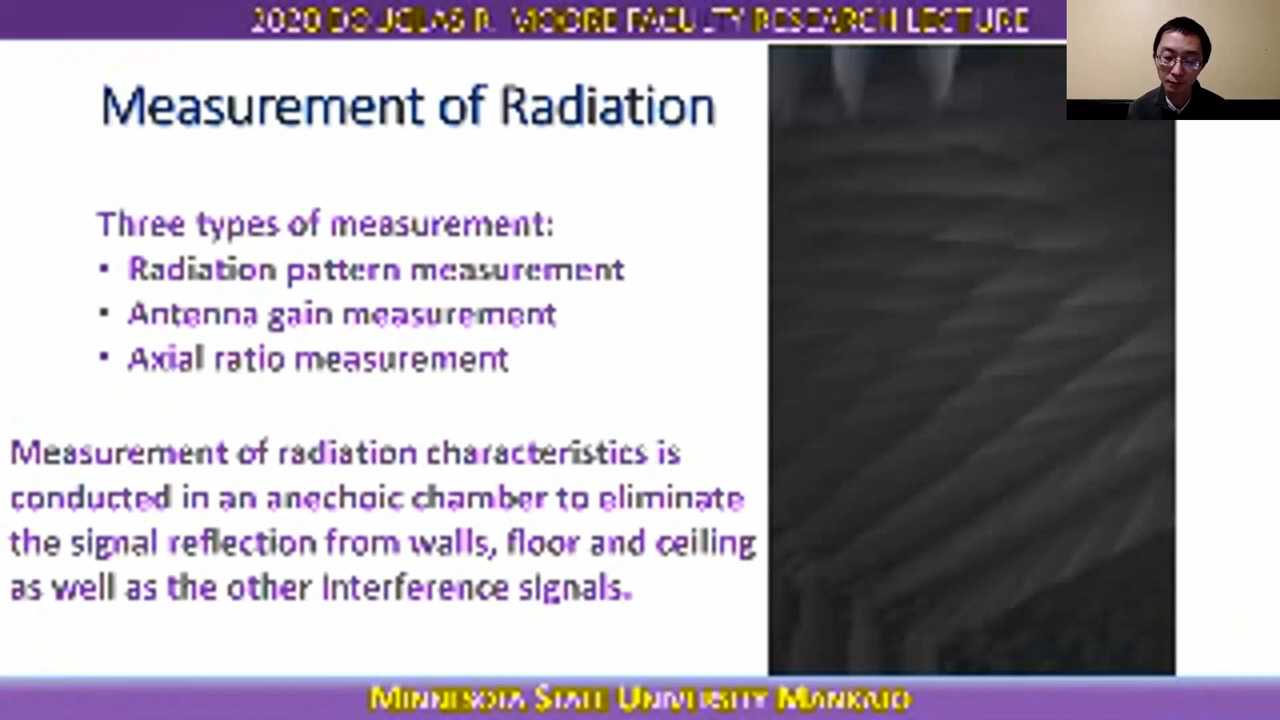 2020 DOUGLAS R. MOORE FACULTY RESEARCH LECTURE
Measurement of Radiation
Three types of measurement:
• Radiation pattern measurement
• Antenna gain measurement
• Axial ratio measurement
Measurement of radiation characteristics is
conducted in an anechoic chamber to eliminate
the signal reflection from walls, floor and ceiling
as well as the other interference signals.
MINNESOTA STATE UNIVERSITY MANKATO